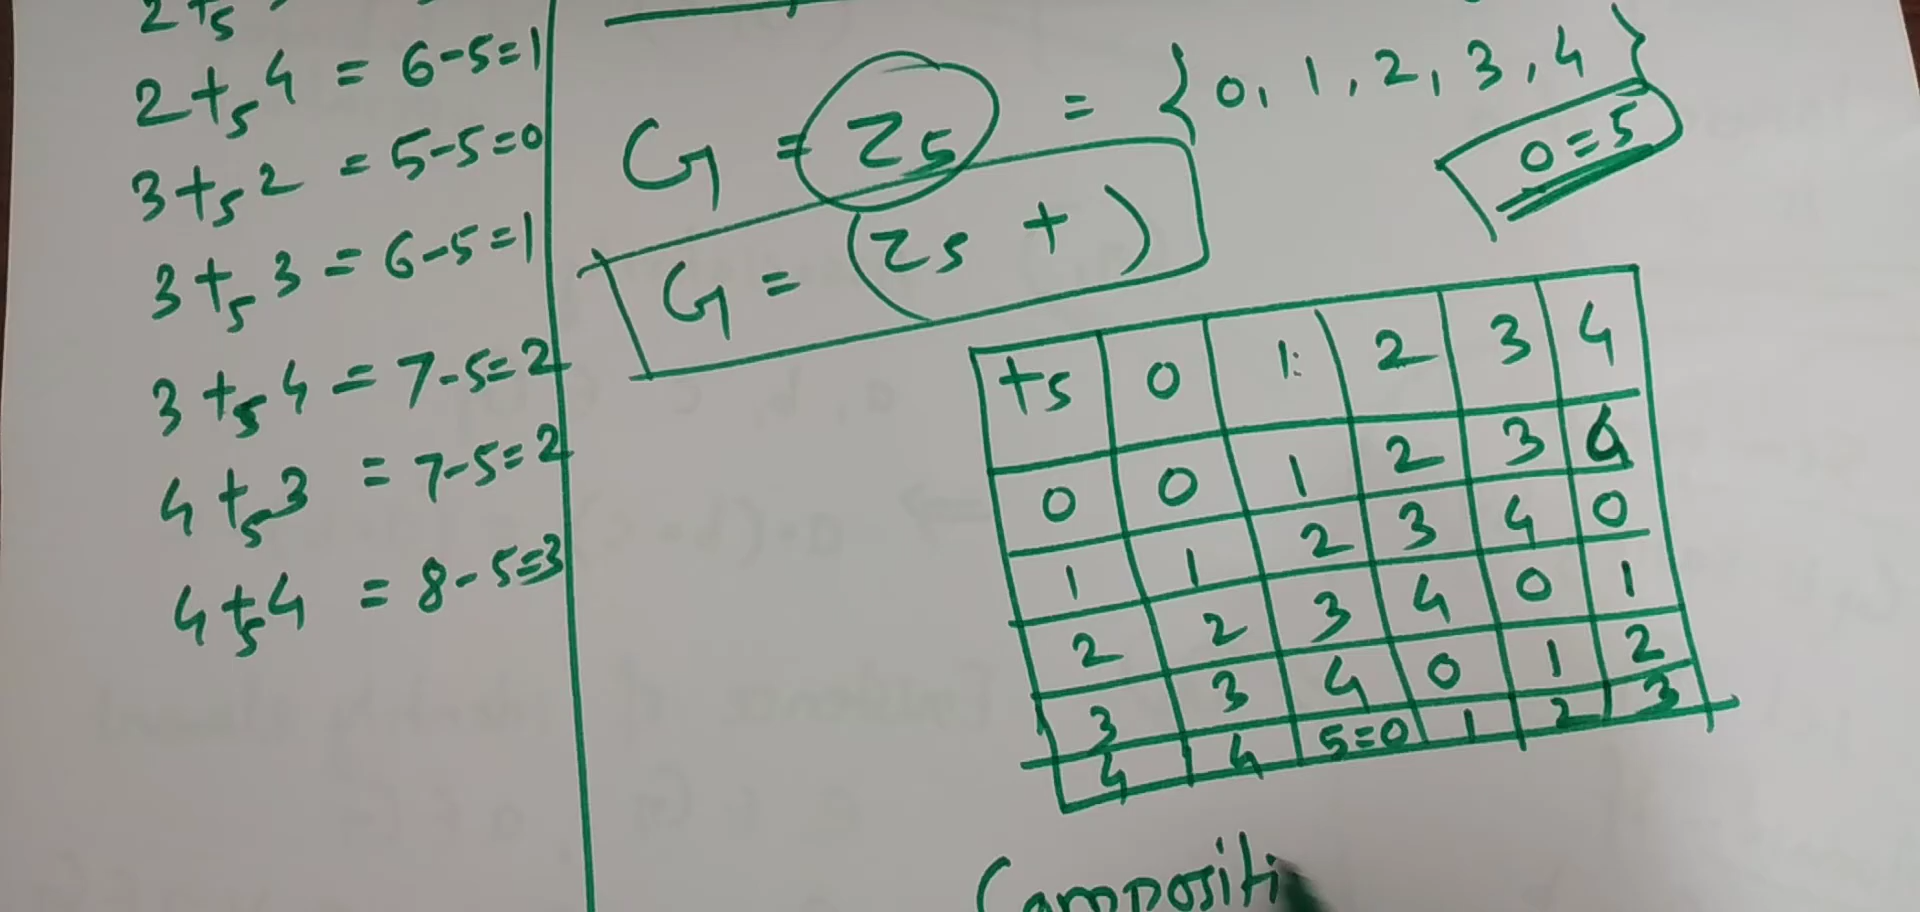 2 +5
2 +5 4 = 6-5=1
3 +5 2 = 5-5=0
3 +5 3 = 6-5=1
3 +5 4 = 7-5=2
4 +5 3 = 7-5=2
4 +5 4 = 8-5=3
G = Z5 = {0, 1, 2, 3, 4}
0=5
G = (Z5 +)
+5 0 1 2 3 4
0 0 1 2 3 4
1 1 2 3 4 0
2 2 3 4 0 1
3 3 4 0 1 2
4 4 5=0 1 2 3
Compositi